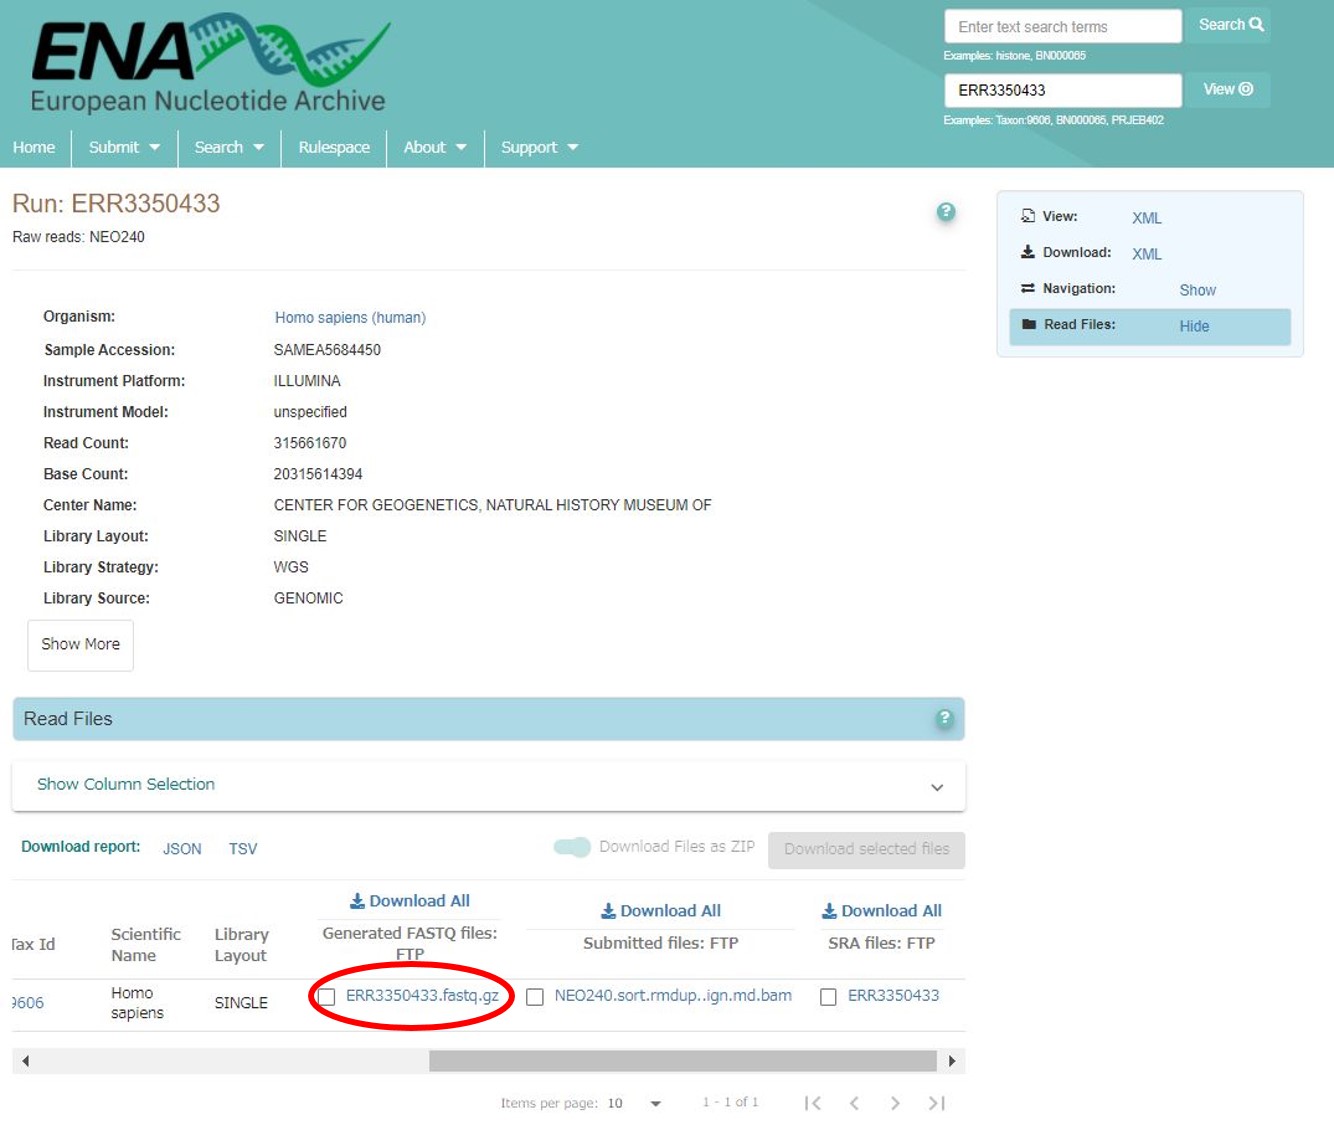 ENA
European Nucleotide Archive
Enter text search terms
Search
Examples: histone, BN000065
ERR3350433
View
Examples: Taxon:9606, BN000065, PRJEB402
Home
Submit
Search
Rulespace
About
Support
Run: ERR3350433
?
Raw reads: NEO240
View: XML
Download: XML
Navigation: Show
Read Files: Hide
Organism: Homo sapiens (human)
Sample Accession: SAMEA5684450
Instrument Platform: ILLUMINA
Instrument Model: unspecified
Read Count: 315661670
Base Count: 20315614394
Center Name: CENTER FOR GEOGENETICS, NATURAL HISTORY MUSEUM OF
Library Layout: SINGLE
Library Strategy: WGS
Library Source: GENOMIC
Show More
Read Files
?
Show Column Selection
Download report: JSON TSV
Download Files as ZIP
Download selected files
Tax Id
Scientific
Name
Library
Layout
Download All
Generated FASTQ files:
FTP
Download All
Submitted files: FTP
Download All
SRA files: FTP
9606
Homo
sapiens
SINGLE
ERR3350433.fastq.gz
NEO240.sort.rmdup..ign.md.bam
ERR3350433
Items per page: 10
1 - 1 of 1